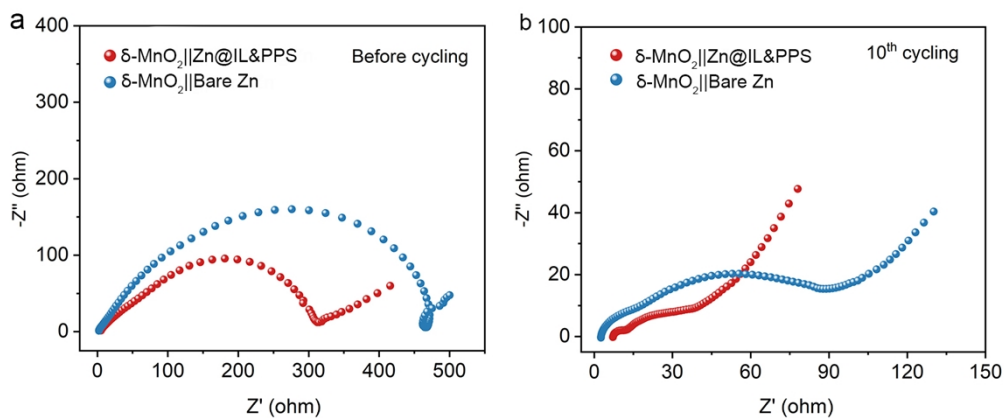 a
400
300
200
100
0
-Z" (ohm)
δ-MnO₂||Zn@IL&PPS
δ-MnO₂||Bare Zn
Before cycling
0 100 200 300 400 500
Z' (ohm)
b
100
80
60
40
20
0
-Z" (ohm)
δ-MnO₂||Zn@IL&PPS
δ-MnO₂||Bare Zn
10ᵗʰ cycling
0 30 60 90 120 150
Z' (ohm)